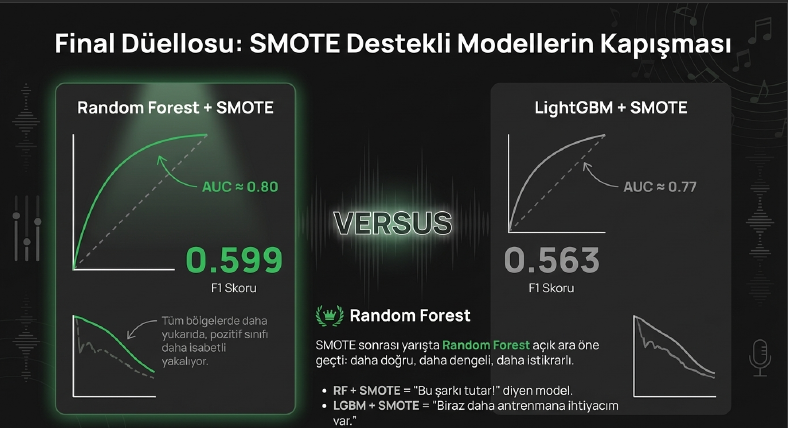 Final Düellosu: SMOTE Destekli Modellerin Kapışması
Random Forest + SMOTE
AUC ≈ 0.80
0.599
F1 Skoru
Tüm bölgelerde daha
yukarıda, pozitif sınıfı
daha isabetli
yakalıyor.
VERSUS
LightGBM + SMOTE
AUC ≈ 0.77
0.563
F1 Skoru
Random Forest
SMOTE sonrası yarışta Random Forest açık ara öne
geçti: daha doğru, daha dengeli, daha istikrarlı.
• RF + SMOTE = "Bu şarkı tutar!" diyen model.
• LGBM + SMOTE = "Biraz daha antrenmana ihtiyacım
var."